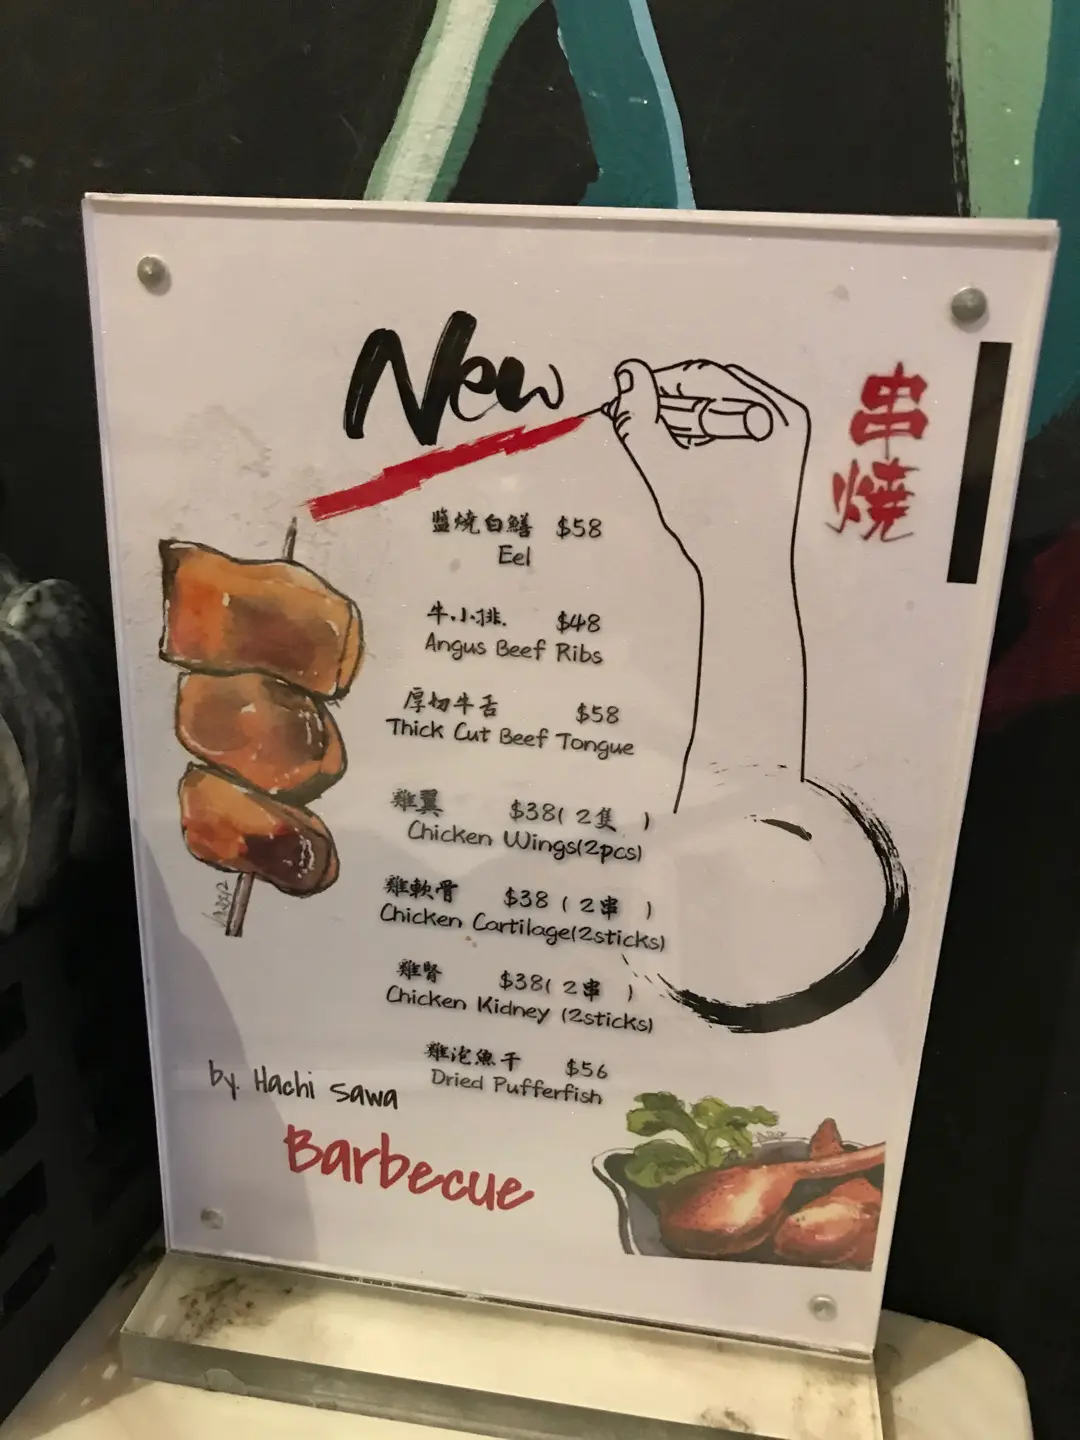 New
串燒
鹽燒白鱔 $58
Eel
牛小排. $48
Angus Beef Ribs
厚切牛舌 $58
Thick Cut Beef Tongue
雞翼 $38( 2隻 )
Chicken Wings(2pcs)
雞軟骨 $38 ( 2串 )
Chicken Cartilage(2sticks)
雞腎 $38( 2串 )
Chicken Kidney (2sticks)
雞泡魚干 $56
Dried Pufferfish
by. Hachi Sawa
Barbecue